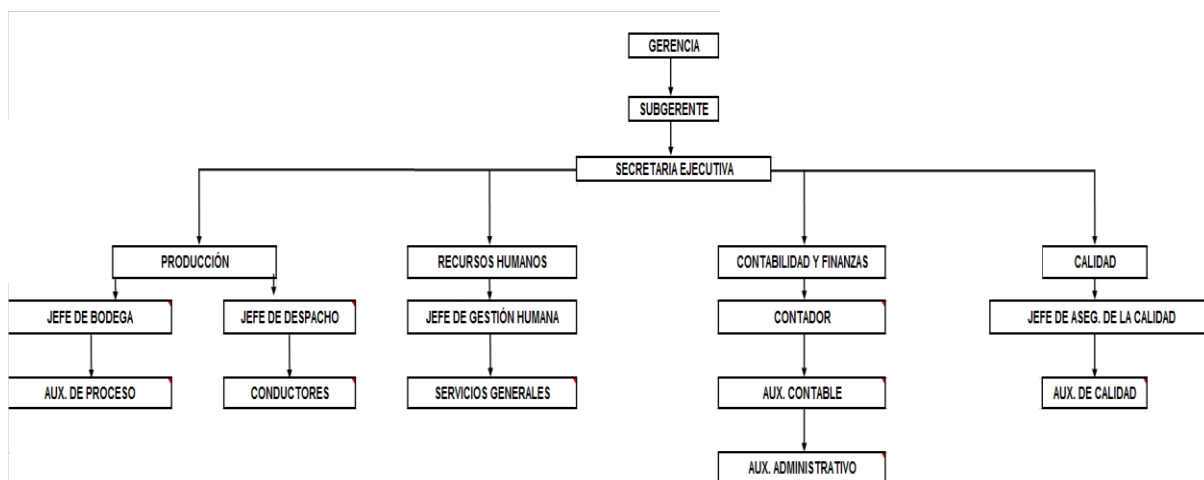 GERENCIA
SUBGERENTE
SECRETARIA EJECUTIVA
PRODUCCIÓN
RECURSOS HUMANOS
CONTABILIDAD Y FINANZAS
CALIDAD
JEFE DE BODEGA
JEFE DE DESPACHO
JEFE DE GESTIÓN HUMANA
CONTADOR
JEFE DE ASEG. DE LA CALIDAD
AUX. DE PROCESO
CONDUCTORES
SERVICIOS GENERALES
AUX. CONTABLE
AUX. DE CALIDAD
AUX. ADMINISTRATIVO